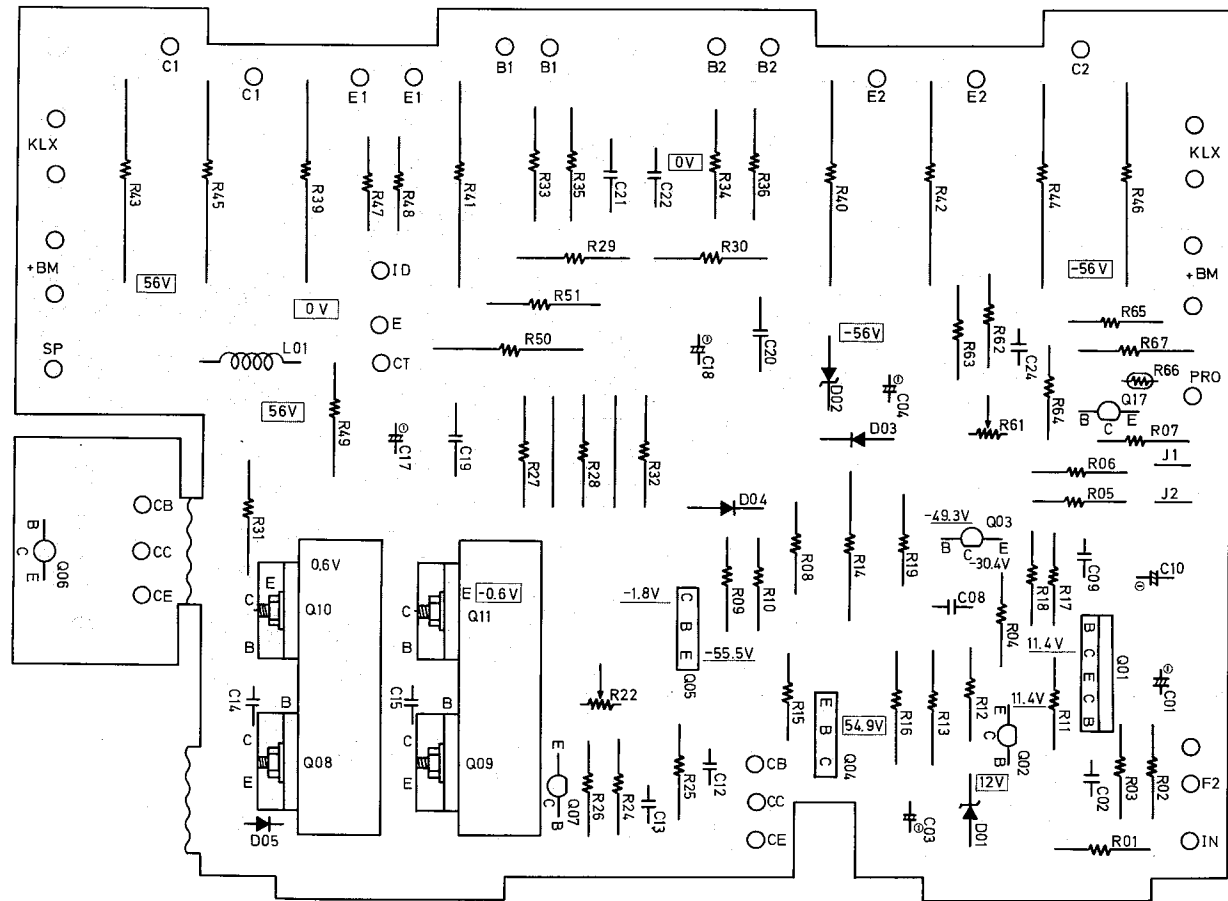 C1
C1
E1
E1
B1
B1
B2
B2
E2
E2
C2
KLX
KLX
R43
R45
R39
R47
R48
R41
R33
R35
C21
C22
0V
R34
R36
R40
R42
R44
R46
+BM
56V
0V
ID
E
CT
R29
R30
R51
R50
-56V
+BM
SP
L01
C18
C20
-56V
D02
C04
R63
R62
C24
R65
R67
R66
PRO
R64
Q17
B
C
E
56V
R49
C17
C19
R27
R28
R32
D03
R61
R07
R06
J1
R05
J2
CB
CC
CE
B
C
E
Q06
R31
D04
R08
R14
R19
-49.3V
Q03
B
C
E
-30.4V
C09
C10
0.6V
E
C
B
Q10
E
-0.6V
C
B
Q11
-1.8V
C
B
E
Q05
-55.5V
R09
R10
C08
R04
R18
R17
11.4V
B
C
E
C
B
Q01
C01
C14
B
C
E
Q08
C15
B
C
E
Q09
R22
R15
E
B
C
Q04
54.9V
R16
R13
R12
11.4V
E
C
B
Q02
R11
D05
E
C
B
Q07
R26
R24
C13
R25
C12
CB
CC
CE
C03
12V
D01
C02
R03
R02
F2
R01
IN